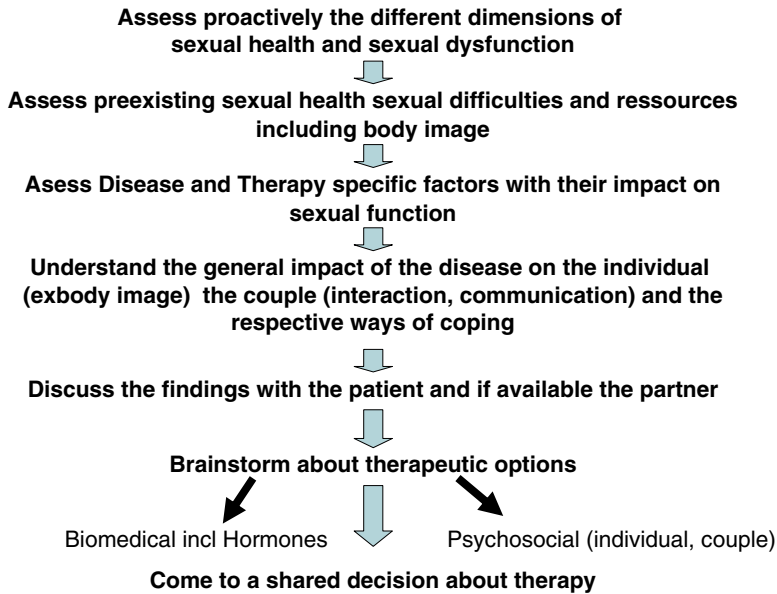 Assess proactively the different dimensions of
sexual health and sexual dysfunction
Assess preexisting sexual health sexual difficulties and ressources
including body image
Asess Disease and Therapy specific factors with their impact on
sexual function
Understand the general impact of the disease on the individual
(exbody image) the couple (interaction, communication) and the
respective ways of coping
Discuss the findings with the patient and if available the partner
Brainstorm about therapeutic options
Biomedical incl Hormones
Psychosocial (individual, couple)
Come to a shared decision about therapy